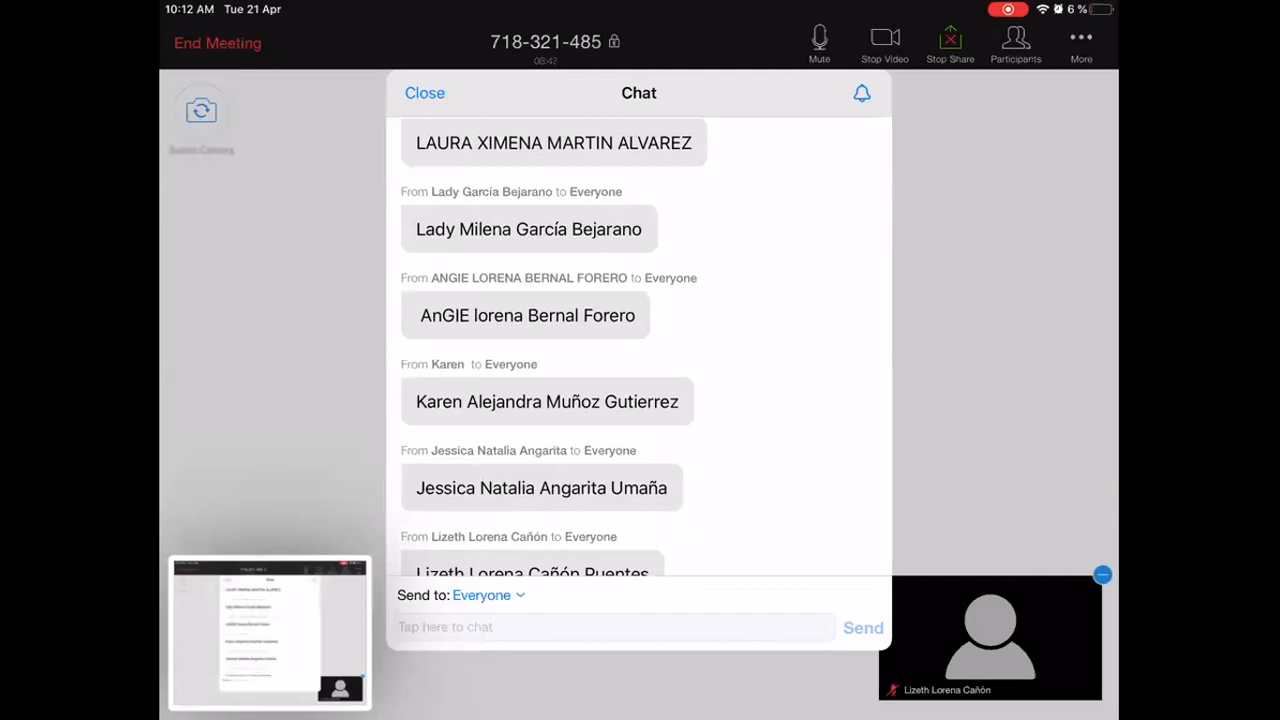 10:12 AM Tue 21 Apr
6 %
End Meeting
718-321-485
08:42
Mute
Stop Video
Stop Share
Participants
More
Close
Chat
LAURA XIMENA MARTIN ALVAREZ
From Lady García Bejarano to Everyone
Lady Milena García Bejarano
From ANGIE LORENA BERNAL FORERO to Everyone
AnGIE lorena Bernal Forero
From Karen to Everyone
Karen Alejandra Muñoz Gutierrez
From Jessica Natalia Angarita to Everyone
Jessica Natalia Angarita Umaña
From Lizeth Lorena Cañón to Everyone
Lizeth Lorena Cañón Puentes
Send to: Everyone
Tap here to chat
Send
Lizeth Lorena Cañón